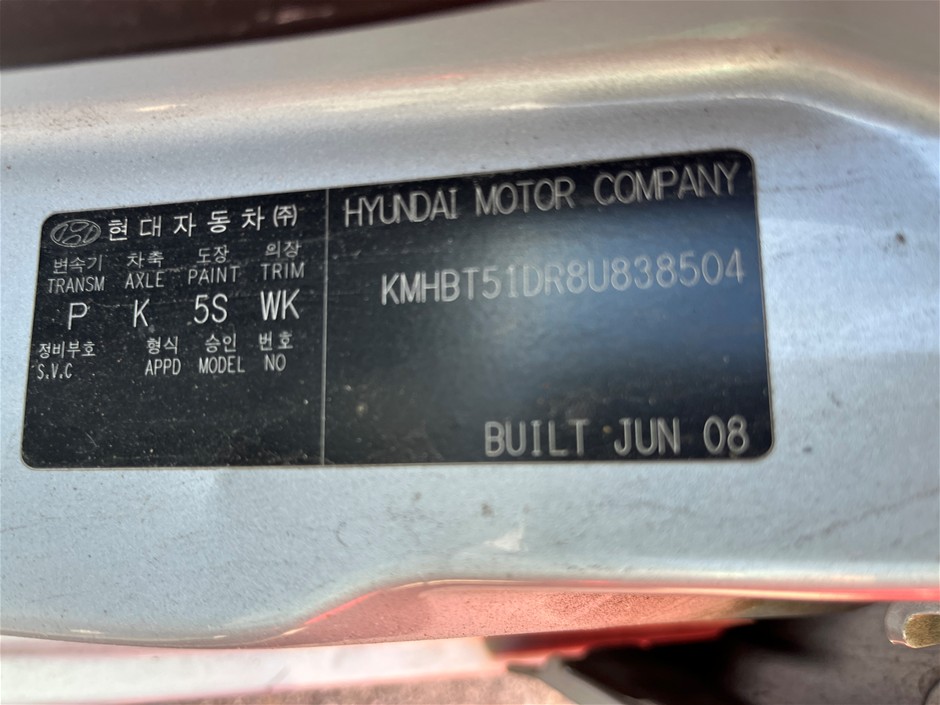 현대자동차㈜
변속기 차축 도장 의장
TRANSM AXLE PAINT TRIM
P K 5S WK
정비부호 형식 승인 번호
S.V.C APPD MODEL NO
HYUNDAI MOTOR COMPANY
KMHBT51DR8U838504
BUILT JUN 08